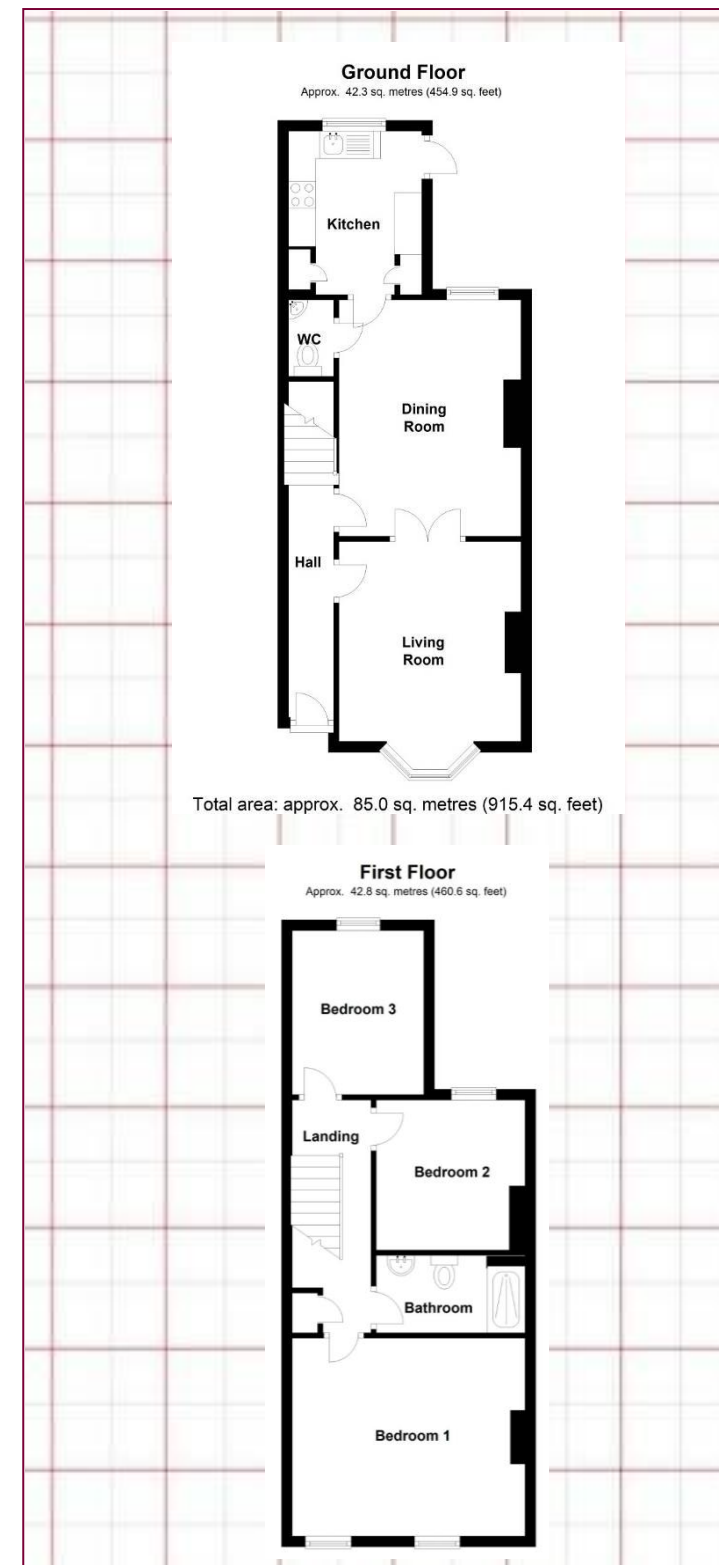 Ground Floor
Approx. 42.3 sq. metres (454.9 sq. feet)
Kitchen
WC
Dining
Room
Hall
Living
Room
Total area: approx. 85.0 sq. metres (915.4 sq. feet)
First Floor
Approx. 42.8 sq. metres (460.6 sq. feet)
Bedroom 3
Landing
Bedroom 2
Bathroom
Bedroom 1